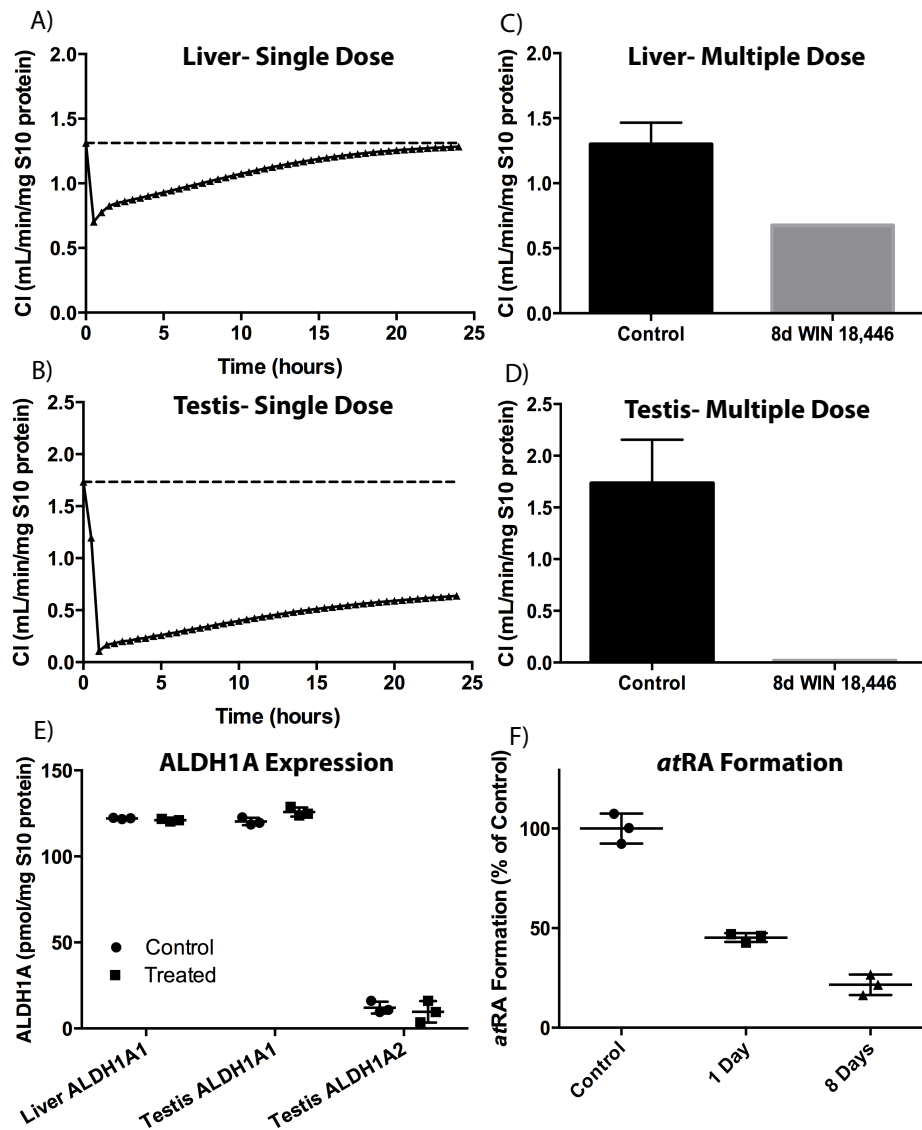 A)
Liver- Single Dose
Cl (mL/min/mg S10 protein)
2.0
1.5
1.0
0.5
0.0
0 5 10 15 20 25
Time (hours)
C)
Liver- Multiple Dose
Cl (mL/min/mg S10 protein)
2.0
1.5
1.0
0.5
0.0
Control 8d WIN 18,446
B)
Testis- Single Dose
Cl (mL/min/mg S10 protein)
2.5
2.0
1.5
1.0
0.5
0.0
0 5 10 15 20 25
Time (hours)
D)
Testis- Multiple Dose
Cl (mL/min/mg S10 protein)
2.5
2.0
1.5
1.0
0.5
0.0
Control 8d WIN 18,446
E)
ALDH1A Expression
ALDH1A (pmol/mg S10 protein)
150
100
50
0
Control
Treated
Liver ALDH1A1
Testis ALDH1A1
Testis ALDH1A2
F)
atRA Formation
atRA Formation (% of Control)
100
50
0
Control
1 Day
8 Days